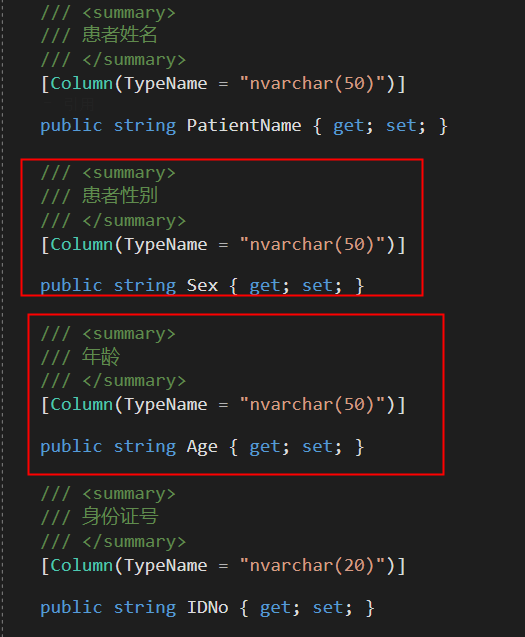 /// <summary>
/// 患者姓名
/// </summary>
[Column(TypeName = "nvarchar(50)")]
public string PatientName { get; set; }
/// <summary>
/// 患者性别
/// </summary>
[Column(TypeName = "nvarchar(50)")]
public string Sex { get; set; }
/// <summary>
/// 年龄
/// </summary>
[Column(TypeName = "nvarchar(50)")]
public string Age { get; set; }
/// <summary>
/// 身份证号
/// </summary>
[Column(TypeName = "nvarchar(20)")]
public string IDNo { get; set; }